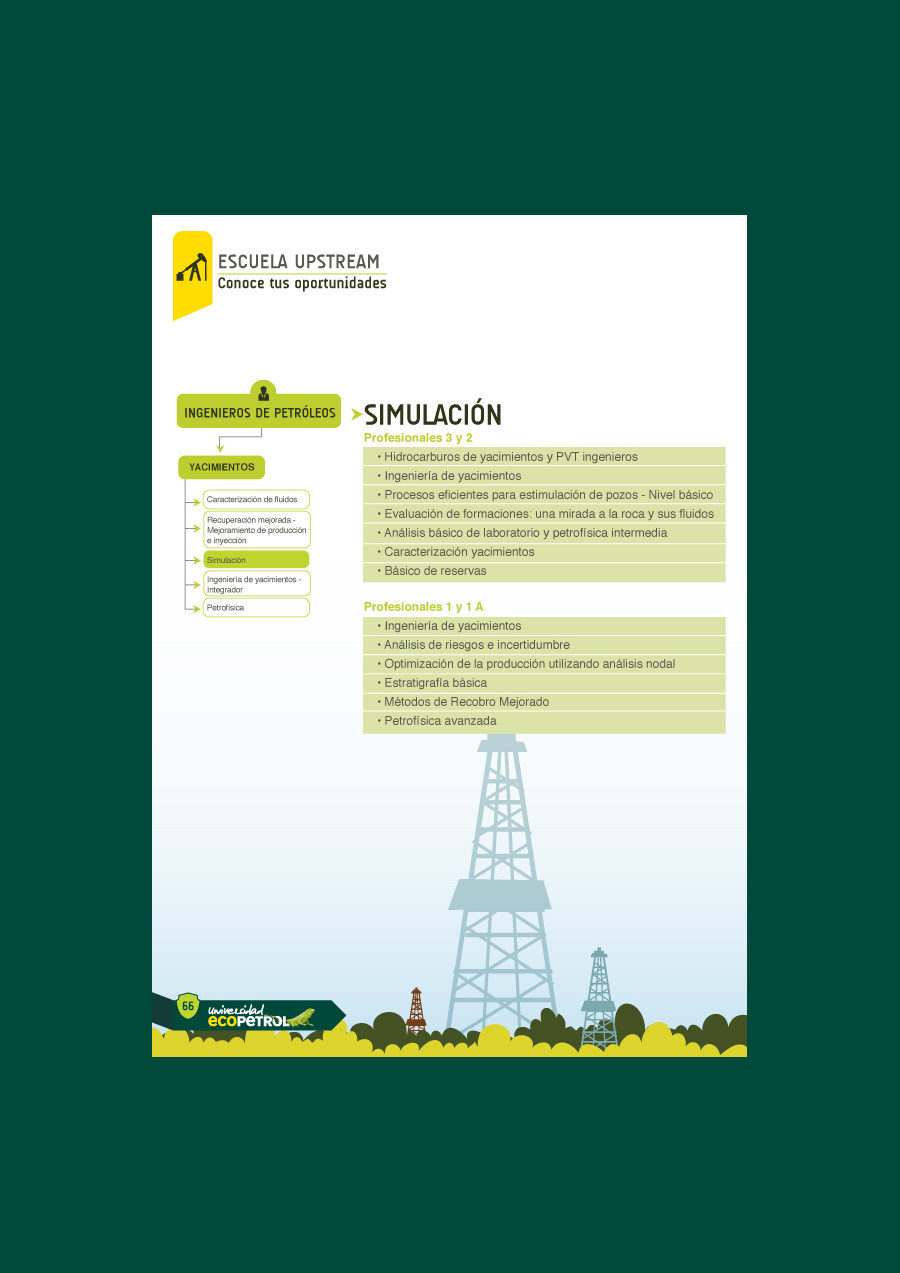 ESCUELA UPSTREAM
Conoce tus oportunidades
INGENIEROS DE PETRÓLEOS
YACIMIENTOS
Caracterización de fluidos
Recuperación mejorada -
Mejoramiento de producción
e inyección
Simulación
Ingeniería de yacimientos -
Integrador
Petrofísica
SIMULACIÓN
Profesionales 3 y 2
• Hidrocarburos de yacimientos y PVT ingenieros
• Ingeniería de yacimientos
• Procesos eficientes para estimulación de pozos - Nivel básico
• Evaluación de formaciones: una mirada a la roca y sus fluidos
• Análisis básico de laboratorio y petrofísica intermedia
• Caracterización yacimientos
• Básico de reservas
Profesionales 1 y 1 A
• Ingeniería de yacimientos
• Análisis de riesgos e incertidumbre
• Optimización de la producción utilizando análisis nodal
• Estratigrafía básica
• Métodos de Recobro Mejorado
• Petrofísica avanzada
66
Universidad
ECOPETROL